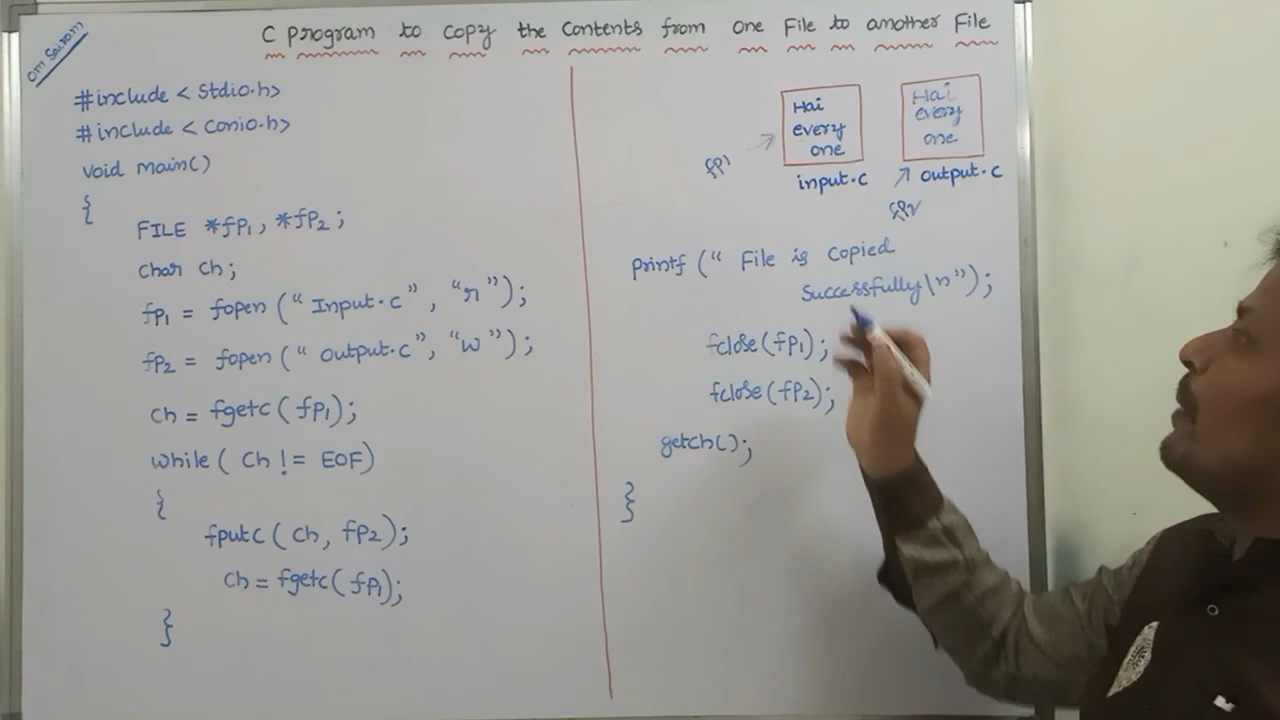 Om Sairam
C program to copy the Contents from one File to another File
#include < Stdio.h>
#include < Conio.h>
void main()
{
FILE *fp1, *fp2;
char ch;
fp1 = fopen (" Input.c", "r");
fp2 = fopen (" output.c", "w");
ch = fgetc (fp1);
while( ch != EOF)
{
fputc (ch, fp2);
ch = fgetc( fp1);
}
Hai
every
one
input.c
fp1
Hai
every
one
output.c
fp2
printf (" File is copied
Successfully\n");
fclose(fp1);
fclose(fp2);
getch();
}